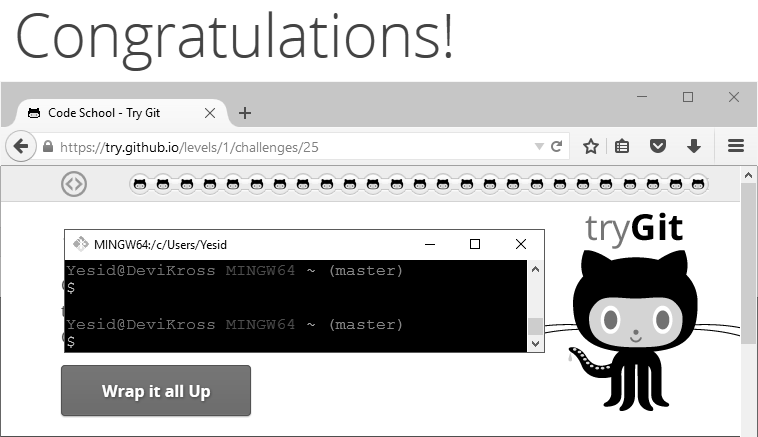 Congratulations!
Code School - Try Git
https://try.github.io/levels/1/challenges/25
tryGit
MINGW64:/c/Users/Yesid
Yesid@DeviKross MINGW64 ~ (master)
$
Yesid@DeviKross MINGW64 ~ (master)
$
Wrap it all Up